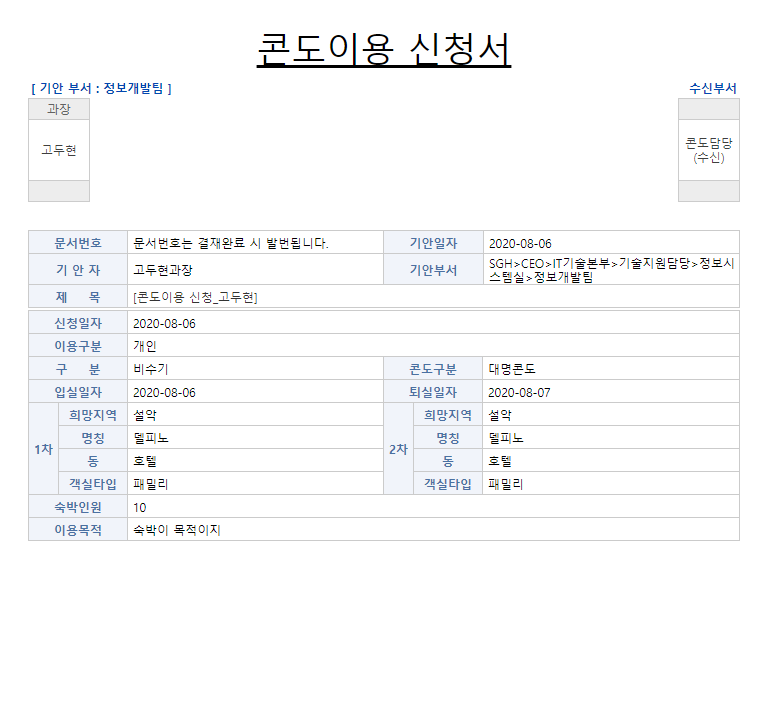 콘도이용 신청서
[ 기안 부서 : 정보개발팀 ]
수신부서
과장
고두현
콘도담당
(수신)
문서번호 문서번호는 결재완료 시 발번됩니다. 기안일자 2020-08-06
기 안 자 고두현과장 기안부서 SGH>CEO>IT기술본부>기술지원담당>정보시
스템실>정보개발팀
제 목 [콘도이용 신청_고두현]
신청일자 2020-08-06
이용구분 개인
구 분 비수기 콘도구분 대명콘도
입실일자 2020-08-06 퇴실일자 2020-08-07
1차 희망지역 설악 2차 희망지역 설악
명칭 델피노 명칭 델피노
동 호텔 동 호텔
객실타입 패밀리 객실타입 패밀리
숙박인원 10
이용목적 숙박이 목적이지